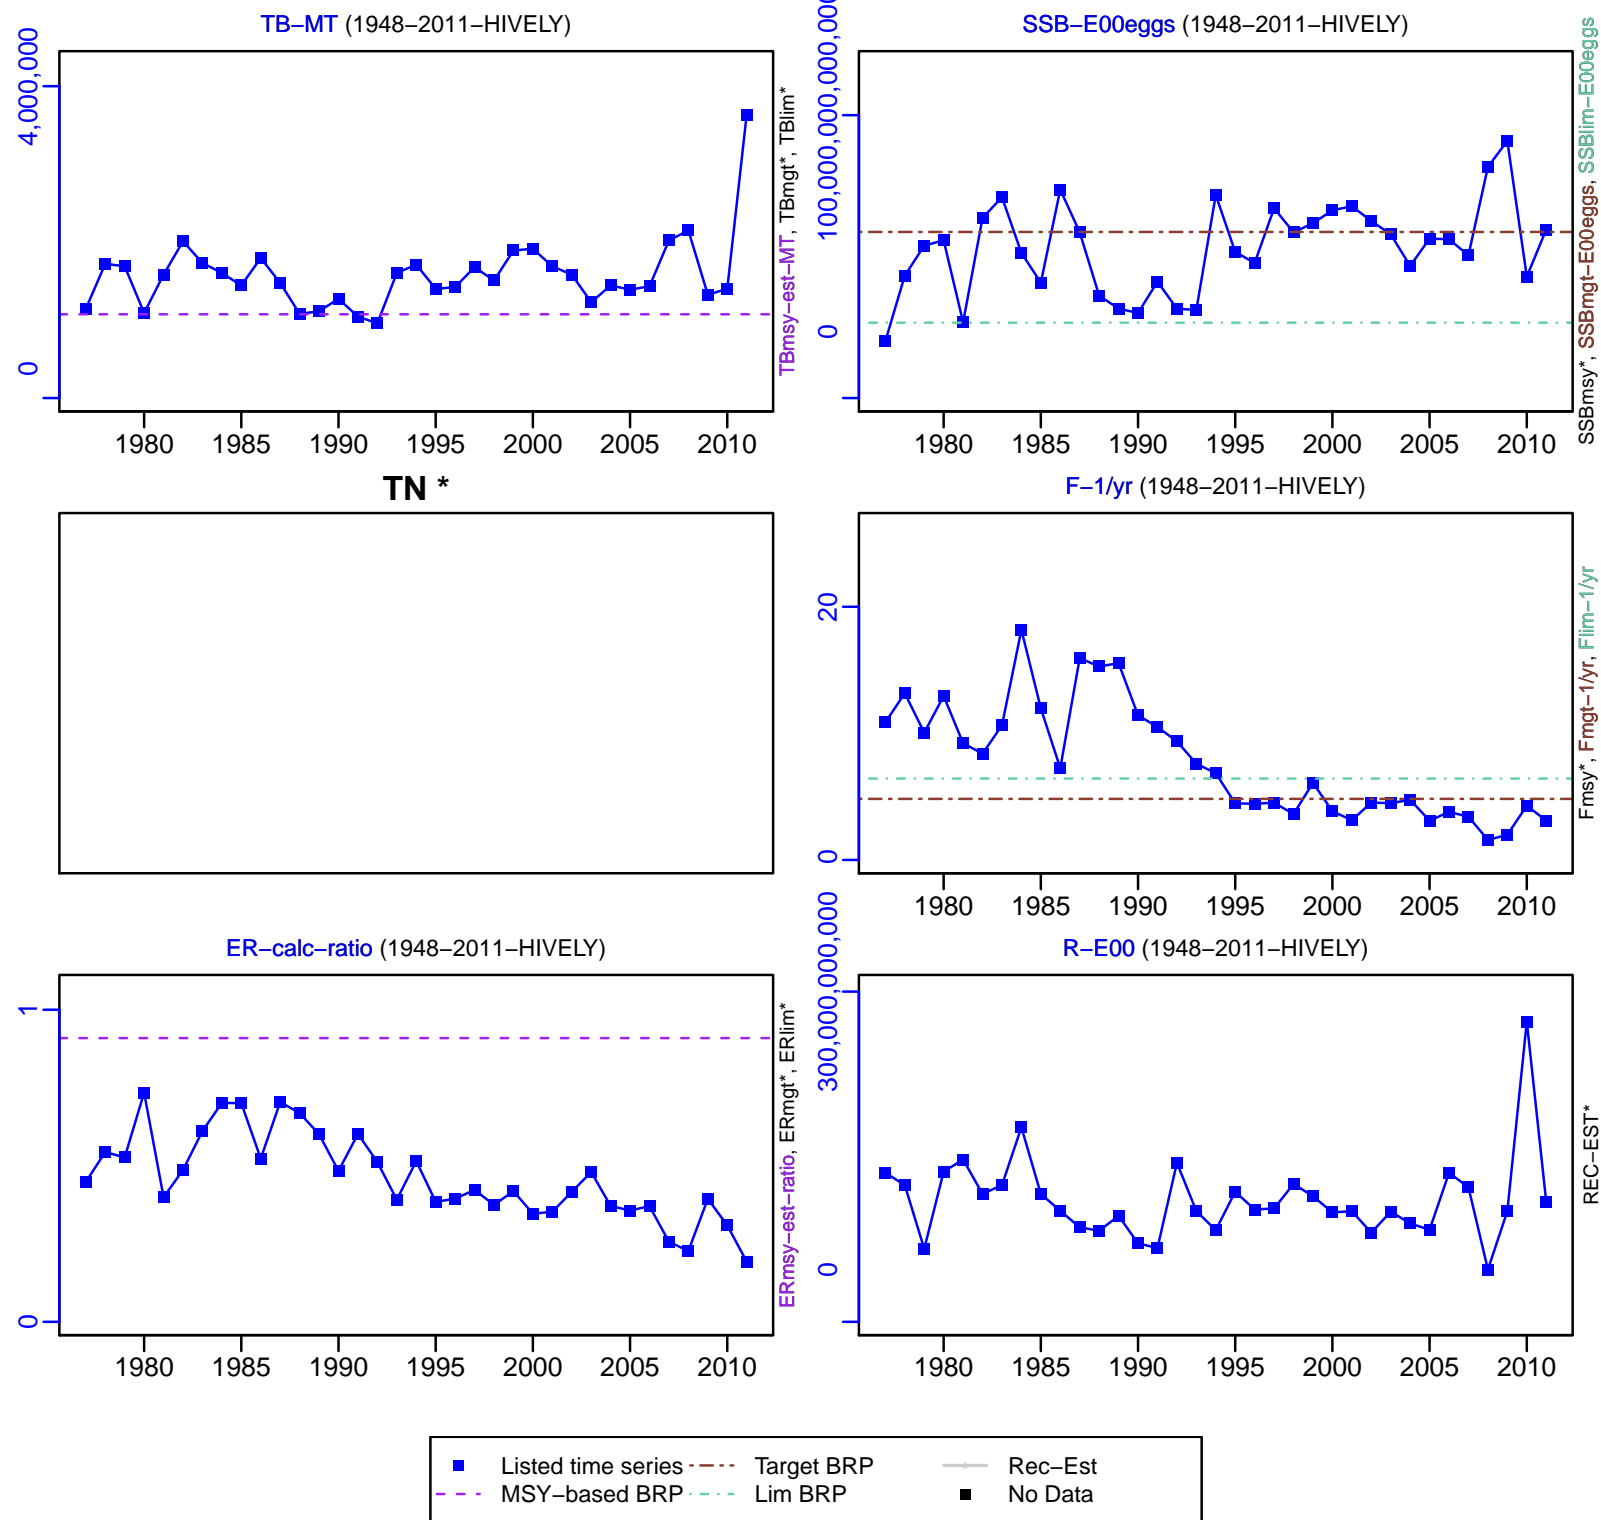 TB−MT (1948−2011−HIVELY)
4,000,000
0
TBmsy−est−MT, TBmgt*, TBlim*
1980 1985 1990 1995 2000 2005 2010
SSB−E00eggs (1948−2011−HIVELY)
100,000,000,000,000
0
SSBmsy*, SSBmgt−E00eggs, SSBlim−E00eggs
1980 1985 1990 1995 2000 2005 2010
TN *
F−1/yr (1948−2011−HIVELY)
20
0
Fmsy*, Fmgt−1/yr, Flim−1/yr
1980 1985 1990 1995 2000 2005 2010
ER−calc−ratio (1948−2011−HIVELY)
1
0
ERmsy−est−ratio, ERmgt*, ERlim*
1980 1985 1990 1995 2000 2005 2010
R−E00 (1948−2011−HIVELY)
300,000,000,000
0
REC−EST*
1980 1985 1990 1995 2000 2005 2010
Listed time series Target BRP Rec−Est
MSY−based BRP Lim BRP No Data